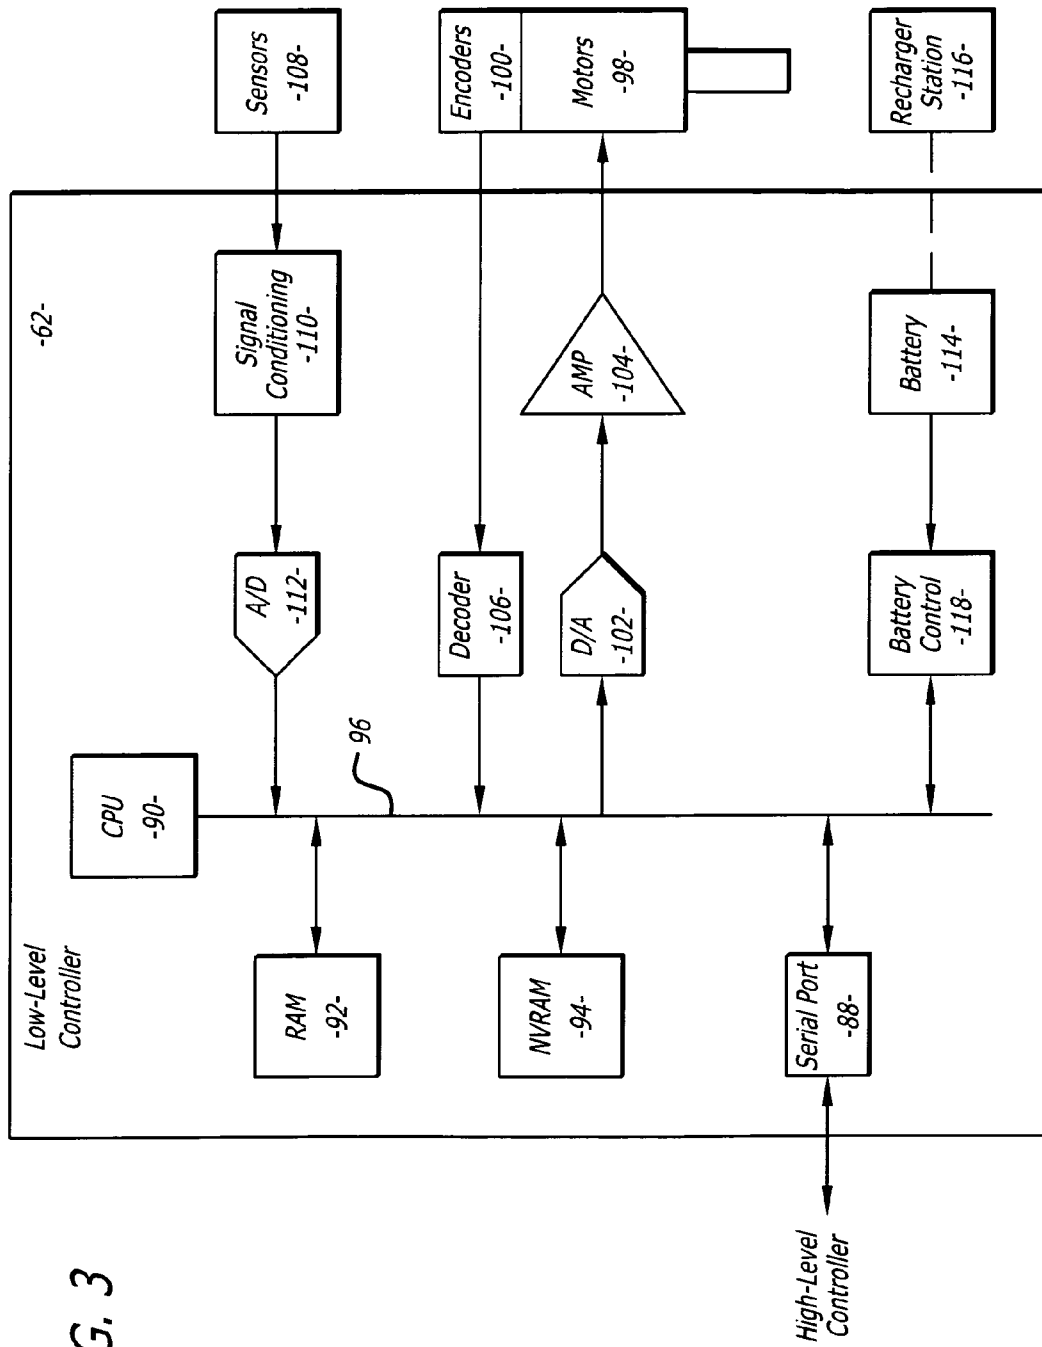 Sensors
-108-
Encoders
-100-
Motors
-98-
Recharger
Station
-116-
-62-
Signal
Conditioning
-110-
AMP
-104-
Battery
-114-
A/D
-112-
Decoder
-106-
D/A
-102-
Battery
Control
-118-
CPU
-90-
96
Low-Level
Controller
RAM
-92-
NVRAM
-94-
Serial Port
-88-
High-Level
Controller
G. 3